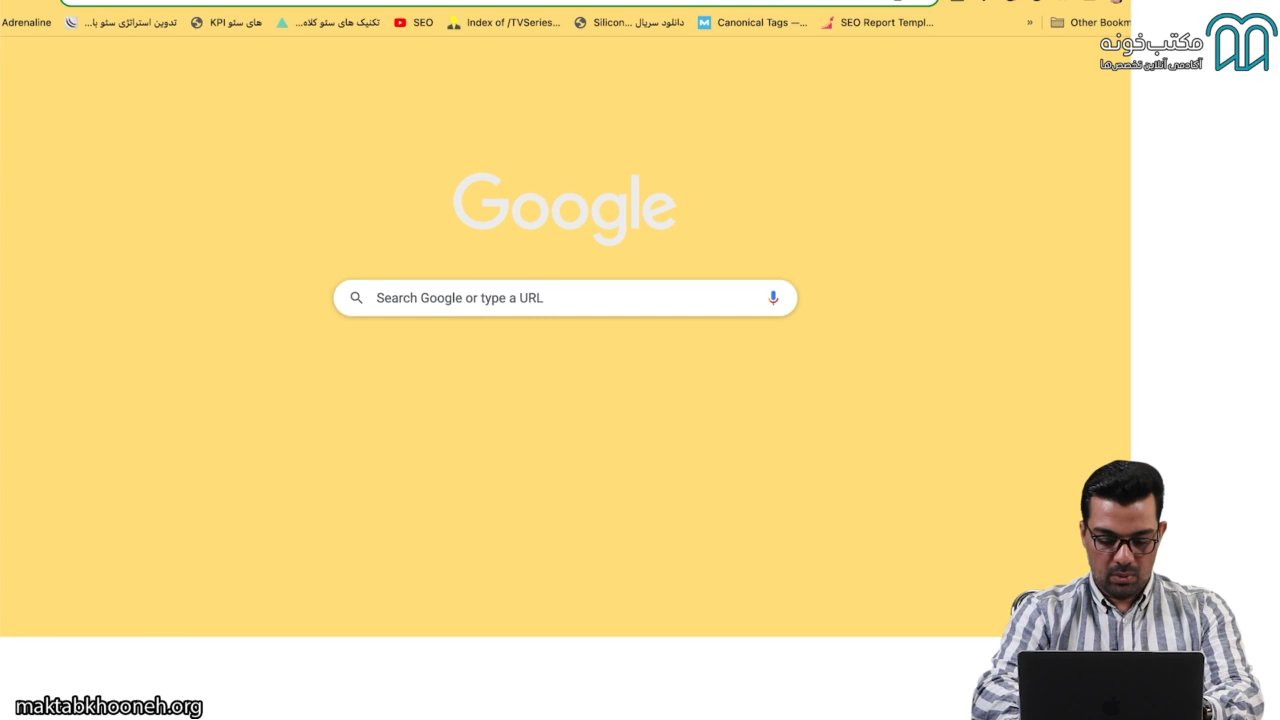 Adrenaline
تدوین استراتژی سئو با...
های سئو KPI
تکنیک های سئو کلاه...
SEO
Index of /TVSeries...
دانلود سریال Silicon...
Canonical Tags —...
SEO Report Templ...
»
Other Bookm
مکتب‌خونه
آکادمی آنلاین تخصص‌ها
Google
Search Google or type a URL
maktabkhooneh.org